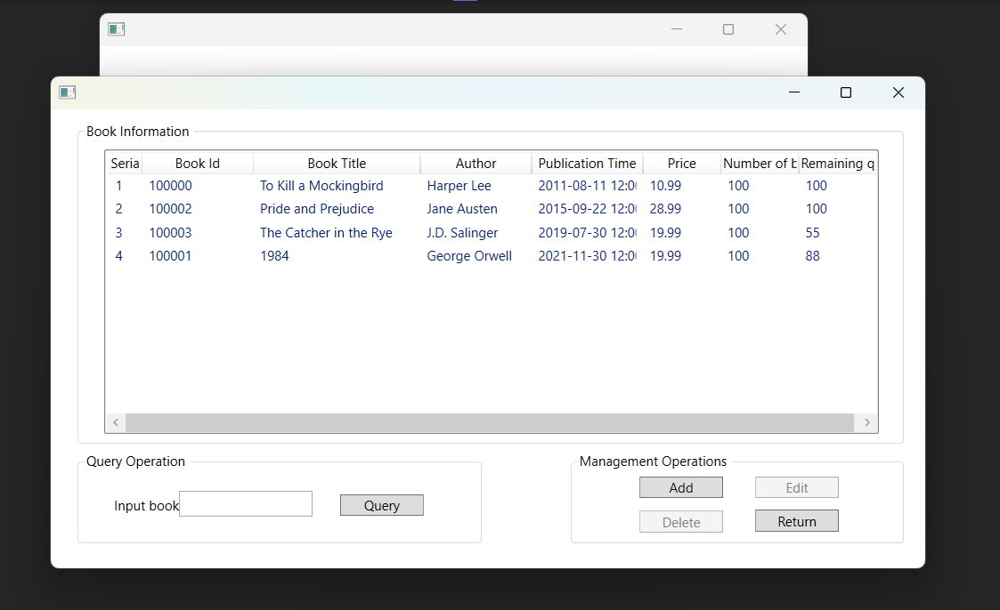 Book Information
Seria Book Id Book Title Author Publication Time Price Number of b Remaining q
1 100000 To Kill a Mockingbird Harper Lee 2011-08-11 12:00 10.99 100 100
2 100002 Pride and Prejudice Jane Austen 2015-09-22 12:00 28.99 100 100
3 100003 The Catcher in the Rye J.D. Salinger 2019-07-30 12:00 19.99 100 55
4 100001 1984 George Orwell 2021-11-30 12:00 19.99 100 88
Query Operation
Input book
Query
Management Operations
Add Edit
Delete Return